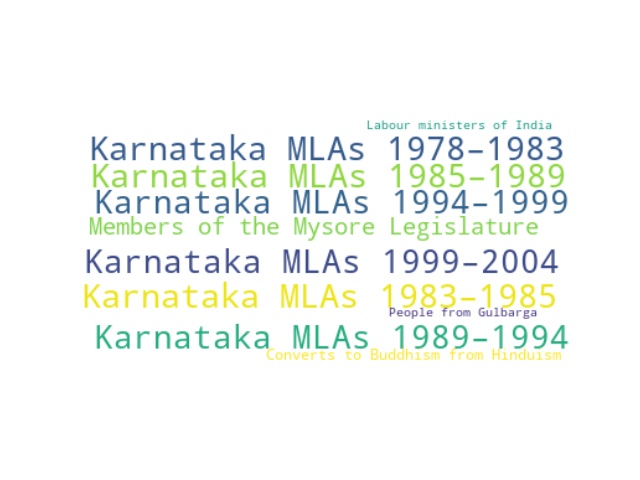 Labour ministers of India
Karnataka MLAs 1978–1983
Karnataka MLAs 1985–1989
Karnataka MLAs 1994–1999
Members of the Mysore Legislature
Karnataka MLAs 1999–2004
Karnataka MLAs 1983–1985
People from Gulbarga
Karnataka MLAs 1989–1994
Converts to Buddhism from Hinduism